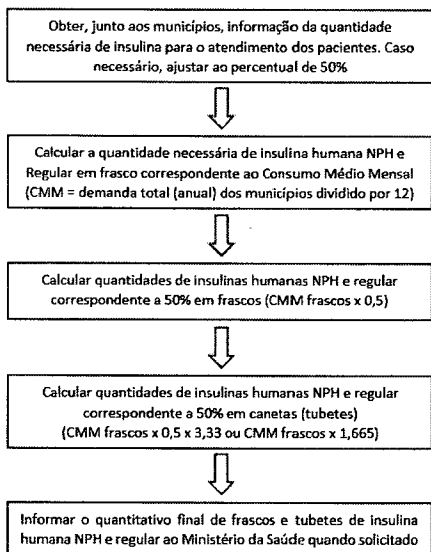 Obter, junto aos municípios, informação da quantidade
necessária de insulina para o atendimento dos pacientes. Caso
necessário, ajustar ao percentual de 50%
Calcular a quantidade necessária de insulina humana NPH e
Regular em frasco correspondente ao Consumo Médio Mensal
(CMM = demanda total (anual) dos municípios dividido por 12)
Calcular quantidades de insulinas humanas NPH e regular
correspondente a 50% em frascos (CMM frascos x 0,5)
Calcular quantidades de insulinas humanas NPH e regular
correspondente a 50% em canetas (tubetes)
(CMM frascos x 0,5 x 3,33 ou CMM frascos x 1,665)
Informar o quantitativo final de frascos e tubetes de insulina
humana NPH e regular ao Ministério da Saúde quando solicitado